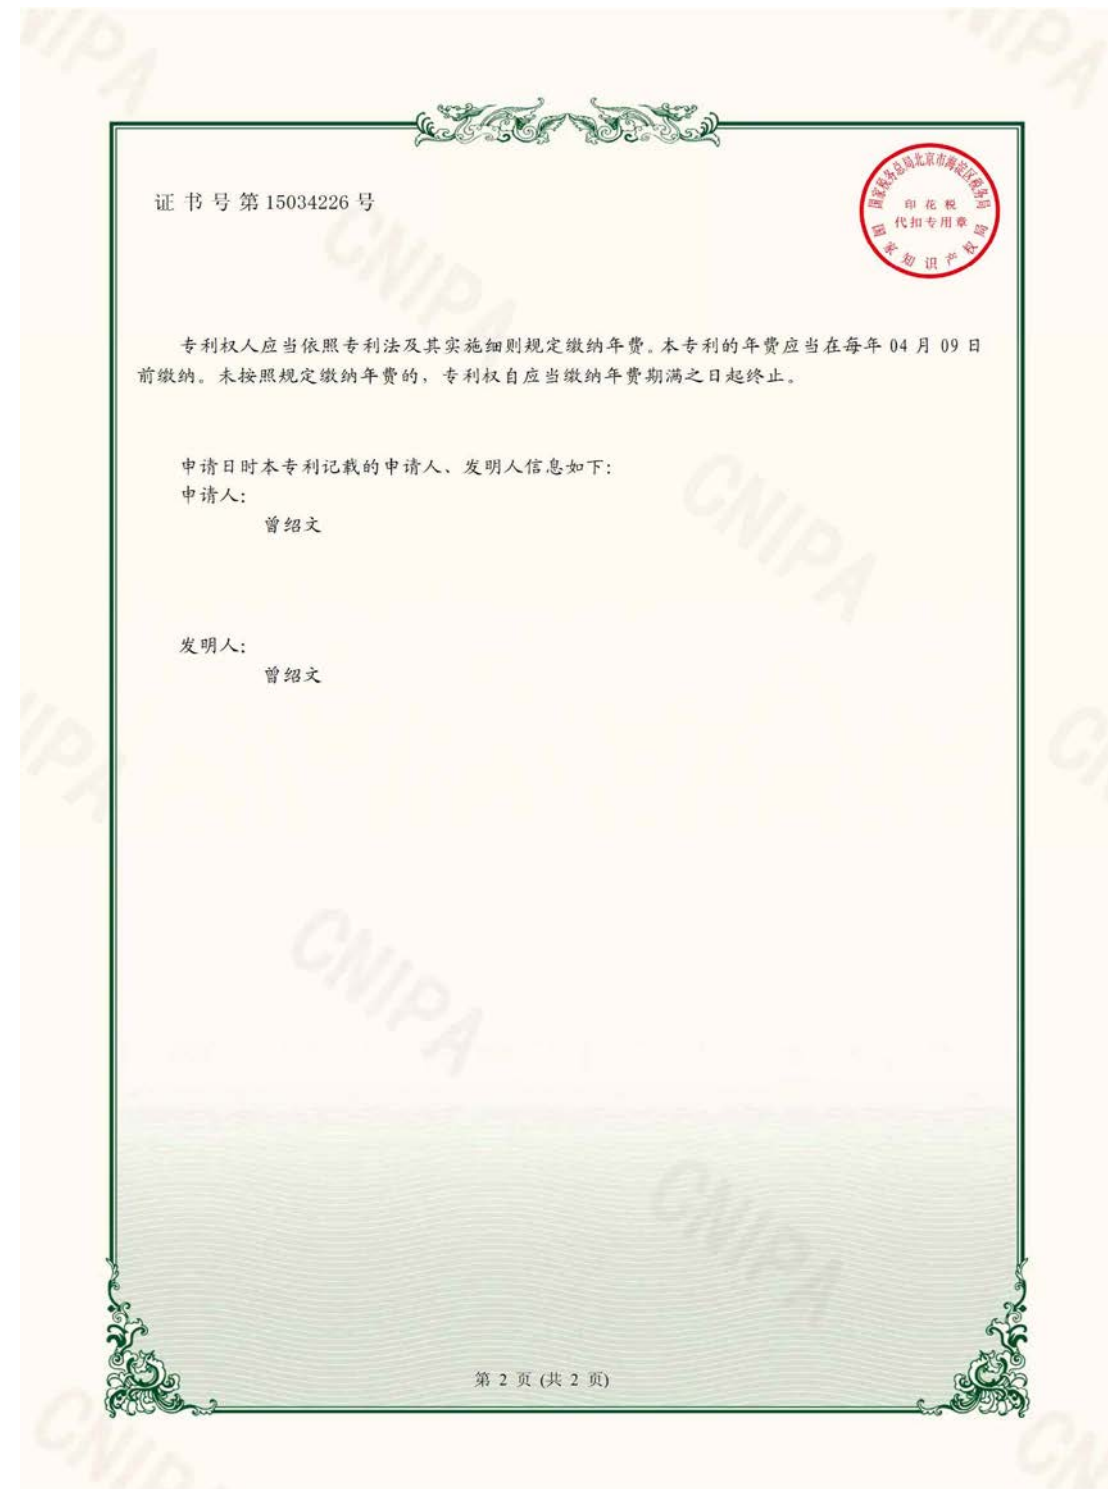 证书号第15034226号
国家税务总局北京市海淀区税务局
印花税
代扣专用章
国家知识产权局
专利权人应当依照专利法及其实施细则规定缴纳年费。本专利的年费应当在每年 04 月 09 日
前缴纳。未按照规定缴纳年费的，专利权自应当缴纳年费期满之日起终止。
申请日时本专利记载的申请人、发明人信息如下：
申请人：
曾绍文
发明人：
曾绍文
第 2 页 (共 2 页)
CNIPA
CNIPA
CNIPA
CNIPA